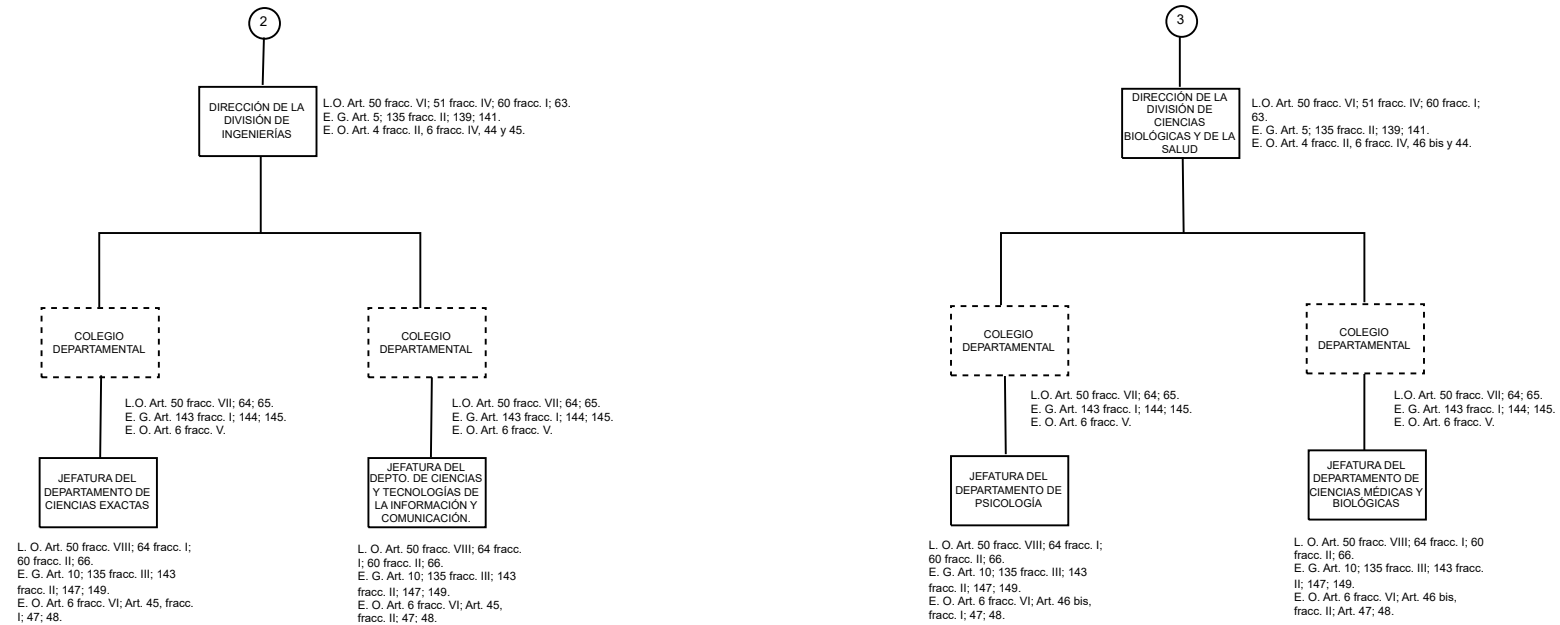 2
DIRECCIÓN DE LA
DIVISIÓN DE
INGENIERÍAS
L.O. Art. 50 fracc. VI; 51 fracc. IV; 60 fracc. I; 63.
E. G. Art. 5; 135 fracc. II; 139; 141.
E. O. Art. 4 fracc. II, 6 fracc. IV, 44 y 45.
COLEGIO
DEPARTAMENTAL
L.O. Art. 50 fracc. VII; 64; 65.
E. G. Art. 143 fracc. I; 144; 145.
E. O. Art. 6 fracc. V.
JEFATURA DEL
DEPARTAMENTO DE
CIENCIAS EXACTAS
L. O. Art. 50 fracc. VIII; 64 fracc. I;
60 fracc. II; 66.
E. G. Art. 10; 135 fracc. III; 143
fracc. II; 147; 149.
E. O. Art. 6 fracc. VI; Art. 45, fracc.
I; 47; 48.
COLEGIO
DEPARTAMENTAL
L.O. Art. 50 fracc. VII; 64; 65.
E. G. Art. 143 fracc. I; 144; 145.
E. O. Art. 6 fracc. V.
JEFATURA DEL
DEPTO. DE CIENCIAS
Y TECNOLOGÍAS DE
LA INFORMACIÓN Y
COMUNICACIÓN.
L. O. Art. 50 fracc. VIII; 64 fracc.
I; 60 fracc. II; 66.
E. G. Art. 10; 135 fracc. III; 143
fracc. II; 147; 149.
E. O. Art. 6 fracc. VI; Art. 45,
fracc. II; 47; 48.
3
DIRECCIÓN DE LA
DIVISIÓN DE
CIENCIAS
BIOLÓGICAS Y DE LA
SALUD
L.O. Art. 50 fracc. VI; 51 fracc. IV; 60 fracc. I;
63.
E. G. Art. 5; 135 fracc. II; 139; 141.
E. O. Art. 4 fracc. II, 6 fracc. IV, 46 bis y 44.
COLEGIO
DEPARTAMENTAL
L.O. Art. 50 fracc. VII; 64; 65.
E. G. Art. 143 fracc. I; 144; 145.
E. O. Art. 6 fracc. V.
JEFATURA DEL
DEPARTAMENTO DE
PSICOLOGÍA
L. O. Art. 50 fracc. VIII; 64 fracc. I;
60 fracc. II; 66.
E. G. Art. 10; 135 fracc. III; 143
fracc. II; 147; 149.
E. O. Art. 6 fracc. VI; Art. 46 bis,
fracc. I; 47; 48.
COLEGIO
DEPARTAMENTAL
L.O. Art. 50 fracc. VII; 64; 65.
E. G. Art. 143 fracc. I; 144; 145.
E. O. Art. 6 fracc. V.
JEFATURA DEL
DEPARTAMENTO DE
CIENCIAS MÉDICAS Y
BIOLÓGICAS
L. O. Art. 50 fracc. VIII; 64 fracc. I; 60
fracc. II; 66.
E. G. Art. 10; 135 fracc. III; 143 fracc.
II; 147; 149.
E. O. Art. 6 fracc. VI; Art. 46 bis,
fracc. II; Art. 47; 48.